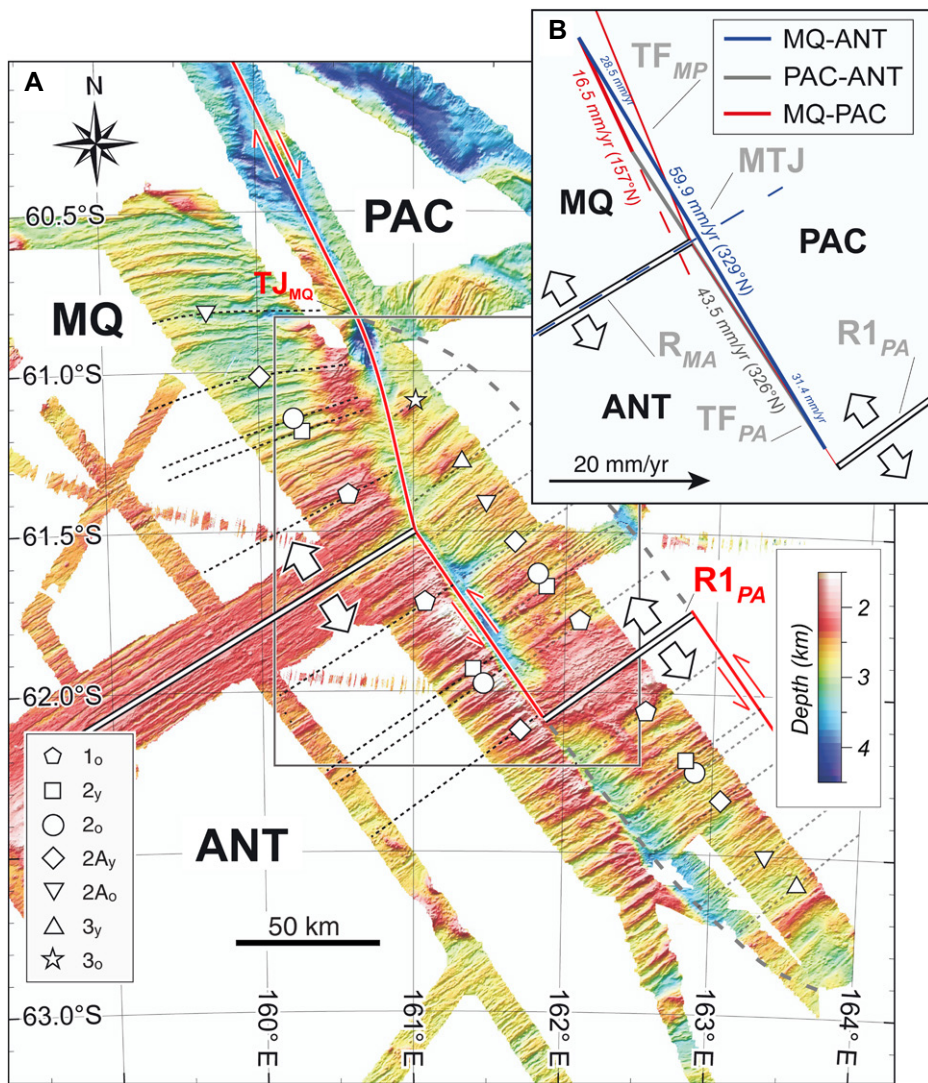 A
N
60.5°S
61.0°S
61.5°S
62.0°S
63.0°S
PAC
MQ
TJMQ
ANT
R1PA
50 km
160° E
161° E
162° E
163° E
164° E
1o
2y
2o
2Ay
2Ao
3y
3o
Depth (km)
2
3
4
B
MQ-ANT
PAC-ANT
MQ-PAC
TFMP
28.5 mm/yr
16.5 mm/yr (157°N)
MTJ
59.9 mm/yr (329°N)
MQ
PAC
43.5 mm/yr (326°N)
RMA
R1PA
ANT
31.4 mm/yr
TFPA
20 mm/yr